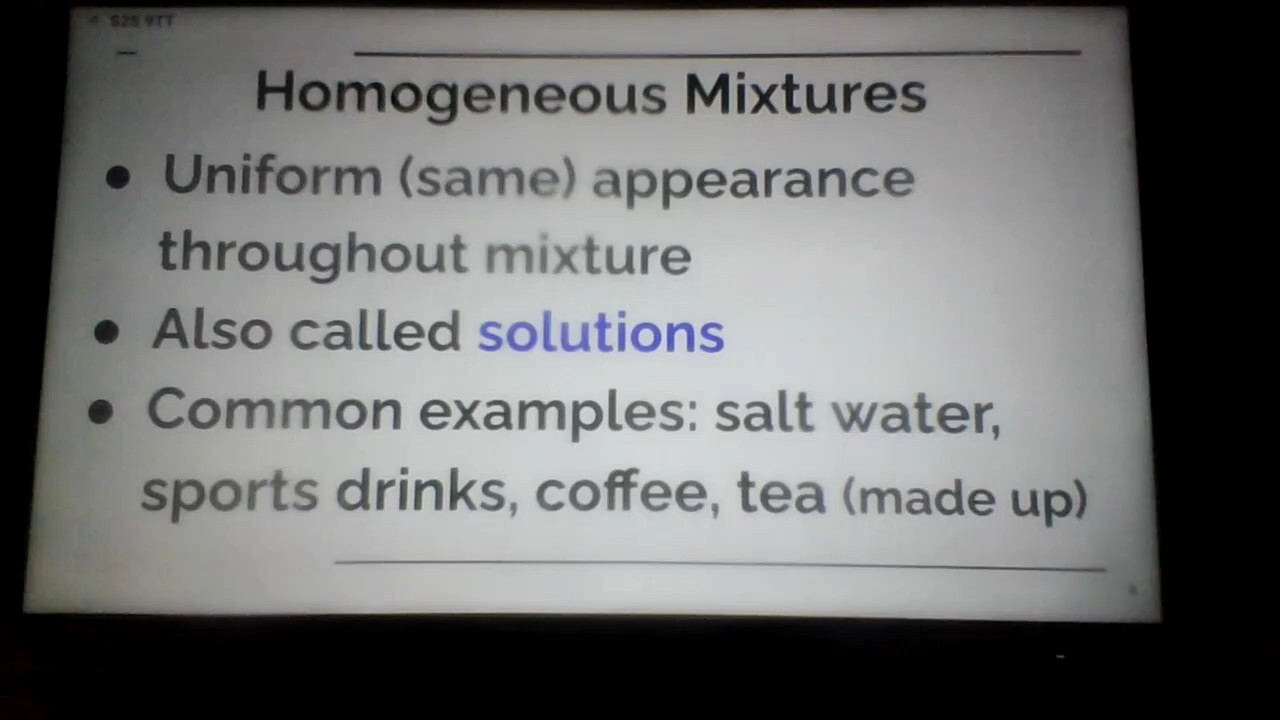 Homogeneous Mixtures
● Uniform (same) appearance
throughout mixture
● Also called solutions
● Common examples: salt water,
sports drinks, coffee, tea (made up)